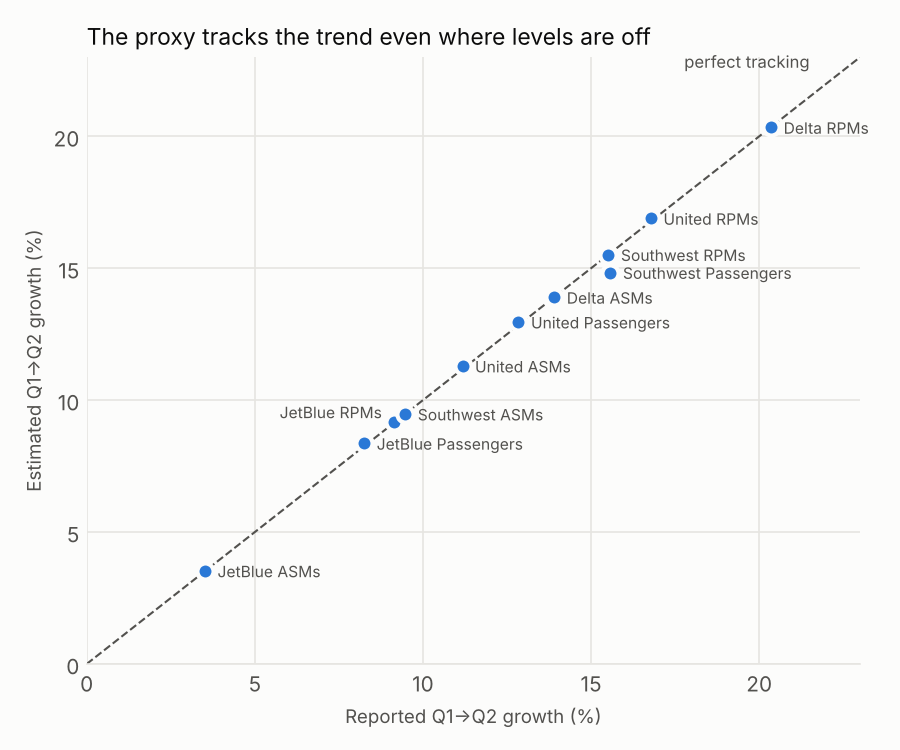 The proxy tracks the trend even where levels are off
perfect tracking
Delta RPMs
United RPMs
Southwest RPMs
Southwest Passengers
Delta ASMs
United Passengers
United ASMs
JetBlue RPMs
Southwest ASMs
JetBlue Passengers
JetBlue ASMs
20
15
10
5
0
0 5 10 15 20
Estimated Q1→Q2 growth (%)
Reported Q1→Q2 growth (%)